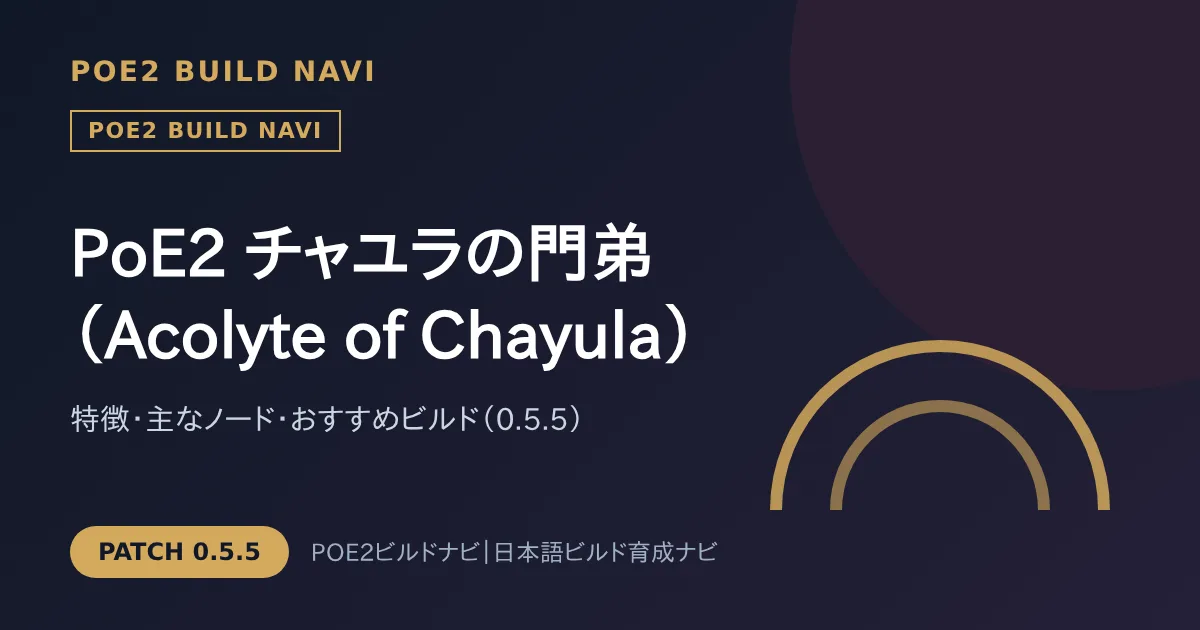 POE2 BUILD NAVI
POE2 BUILD NAVI
PoE2 チャユラの門弟
（Acolyte of Chayula）
特徴・主なノード・おすすめビルド（0.5.5）
PATCH 0.5.5
POE2ビルドナビ|日本語ビルド育成ナビ